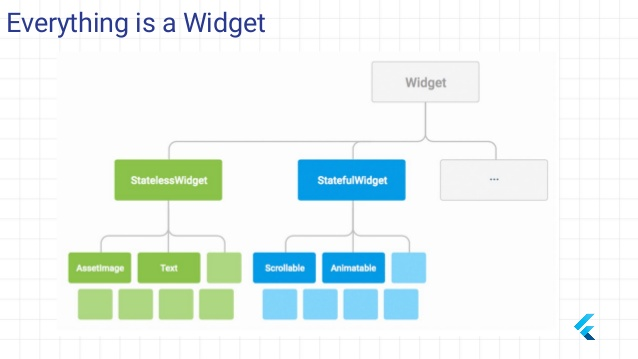 Everything is a Widget
Widget
StatelessWidget
StatefulWidget
...
AssetImage
Text
Scrollable
Animatable